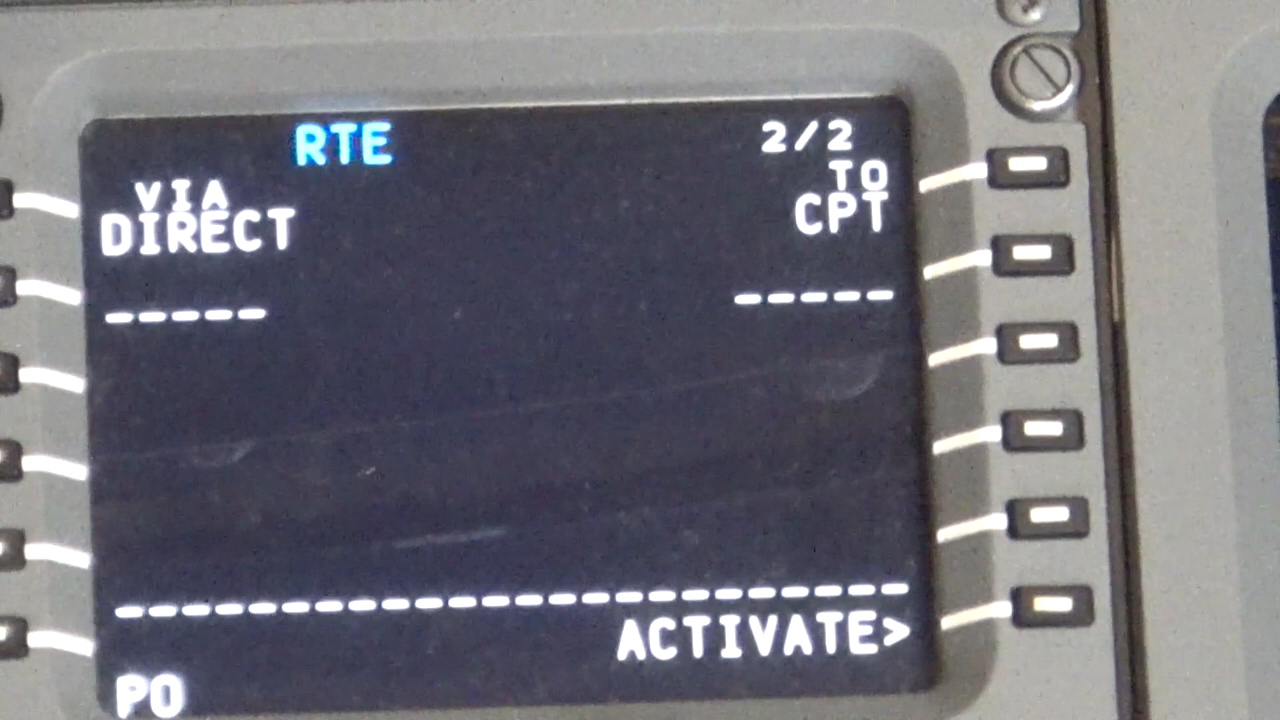 RTE 2/2
VIA TO
DIRECT CPT
----- -----
------------------------
ACTIVATE>
PO